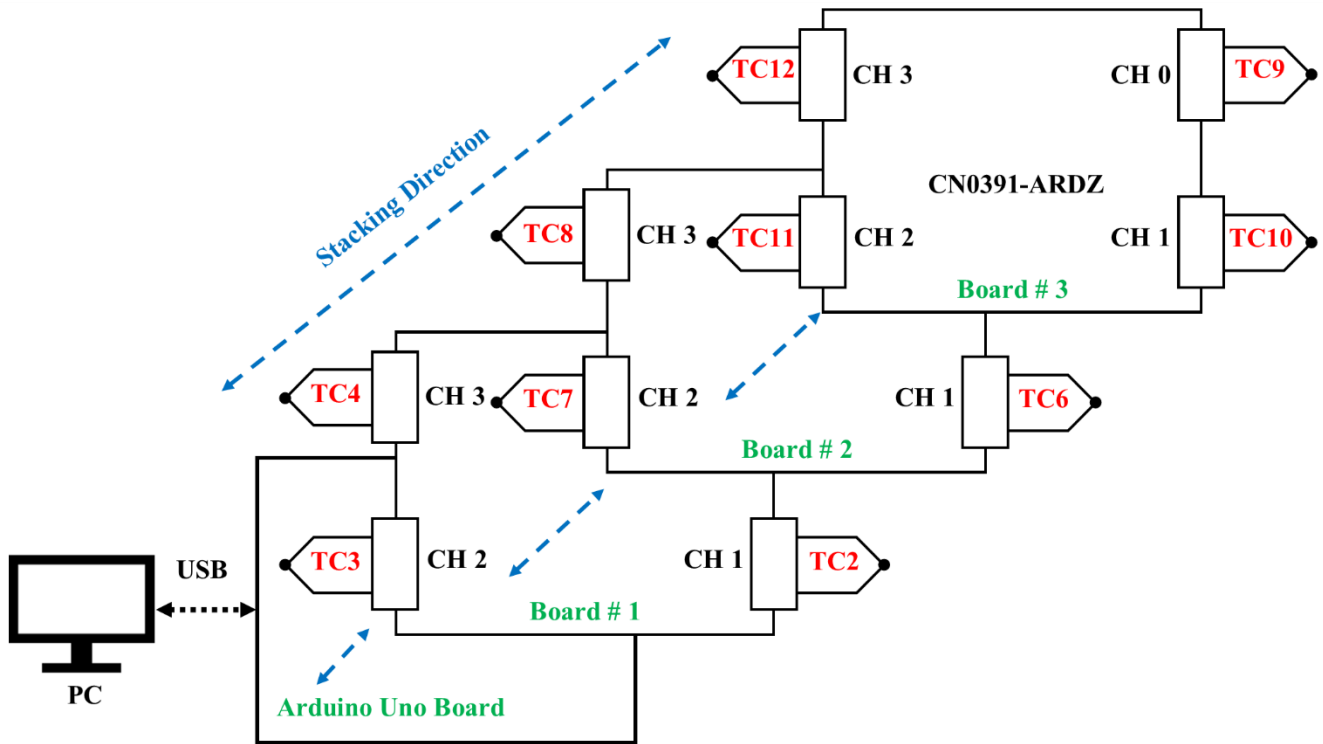 TC12
CH 3
CH 0
TC9
Stacking Direction
CN0391-ARDZ
TC8
CH 3
TC11
CH 2
CH 1
TC10
Board # 3
TC4
CH 3
TC7
CH 2
CH 1
TC6
Board # 2
USB
TC3
CH 2
CH 1
TC2
Board # 1
PC
Arduino Uno Board